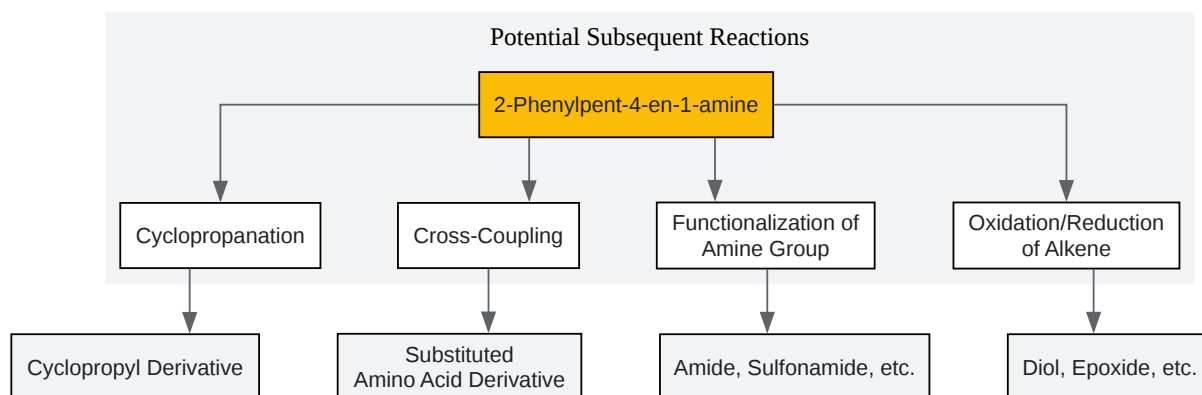 Potential Subsequent Reactions
2-Phenylpent-4-en-1-amine
Cyclopropanation
Cross-Coupling
Functionalization of
Amine Group
Oxidation/Reduction
of Alkene
Cyclopropyl Derivative
Substituted
Amino Acid Derivative
Amide, Sulfonamide, etc.
Diol, Epoxide, etc.